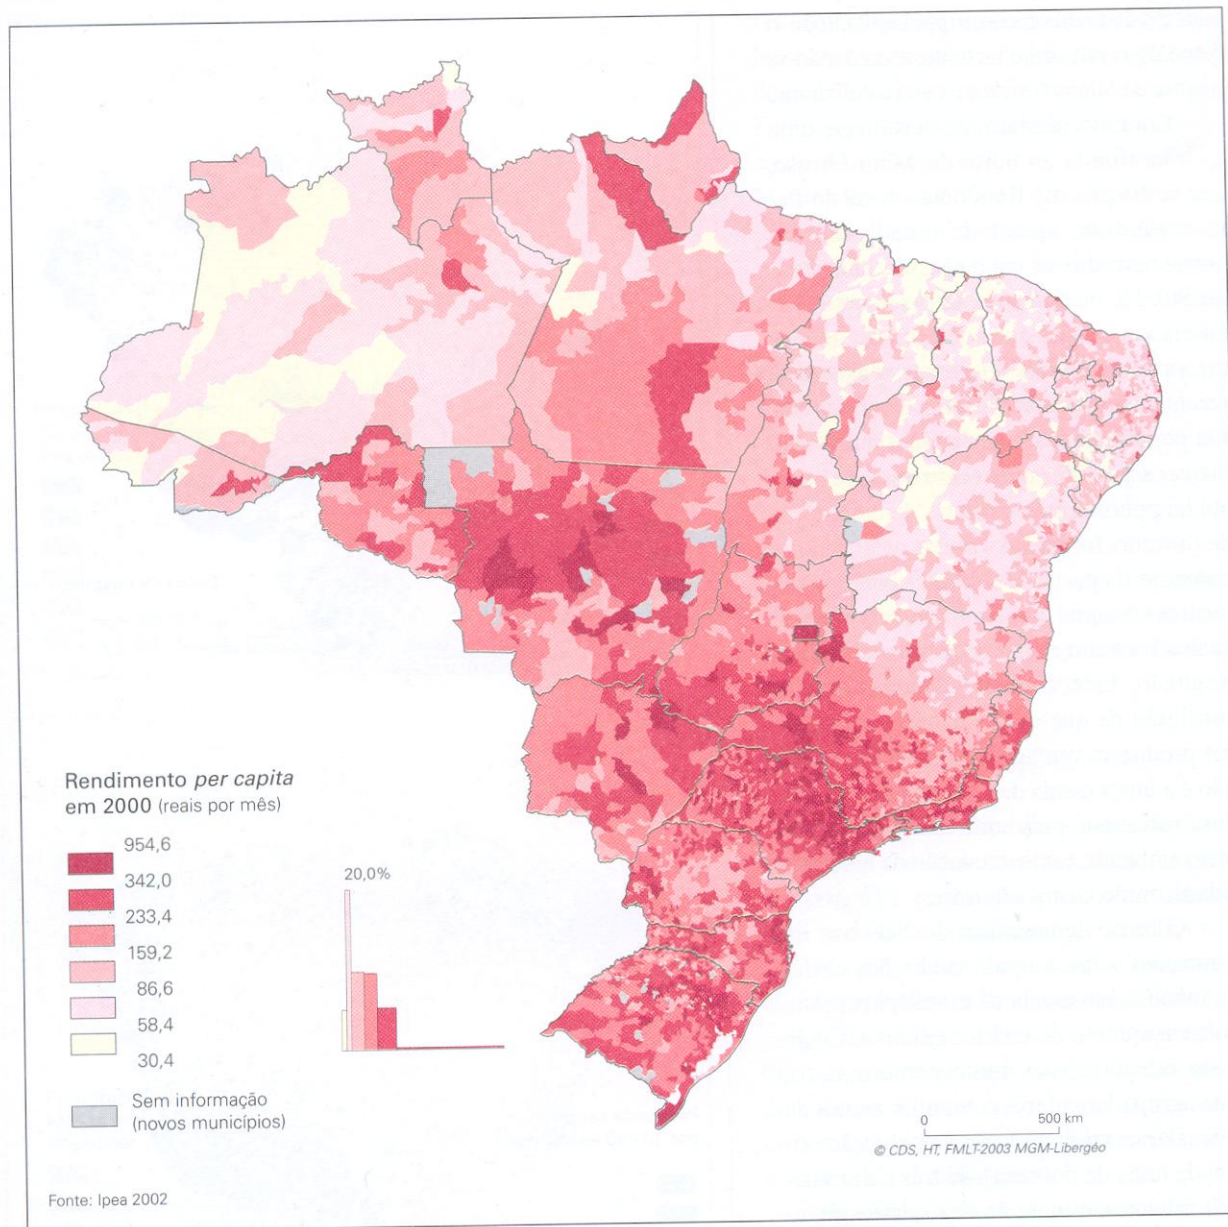 Rendimento per capita
em 2000 (reais por mês)
954,6
342,0
233,4
159,2
86,6
58,4
30,4
Sem informação
(novos municípios)
20,0%
0 500 km
© CDS, HT, FMLT-2003 MGM-Libergéo
Fonte: Ipea 2002